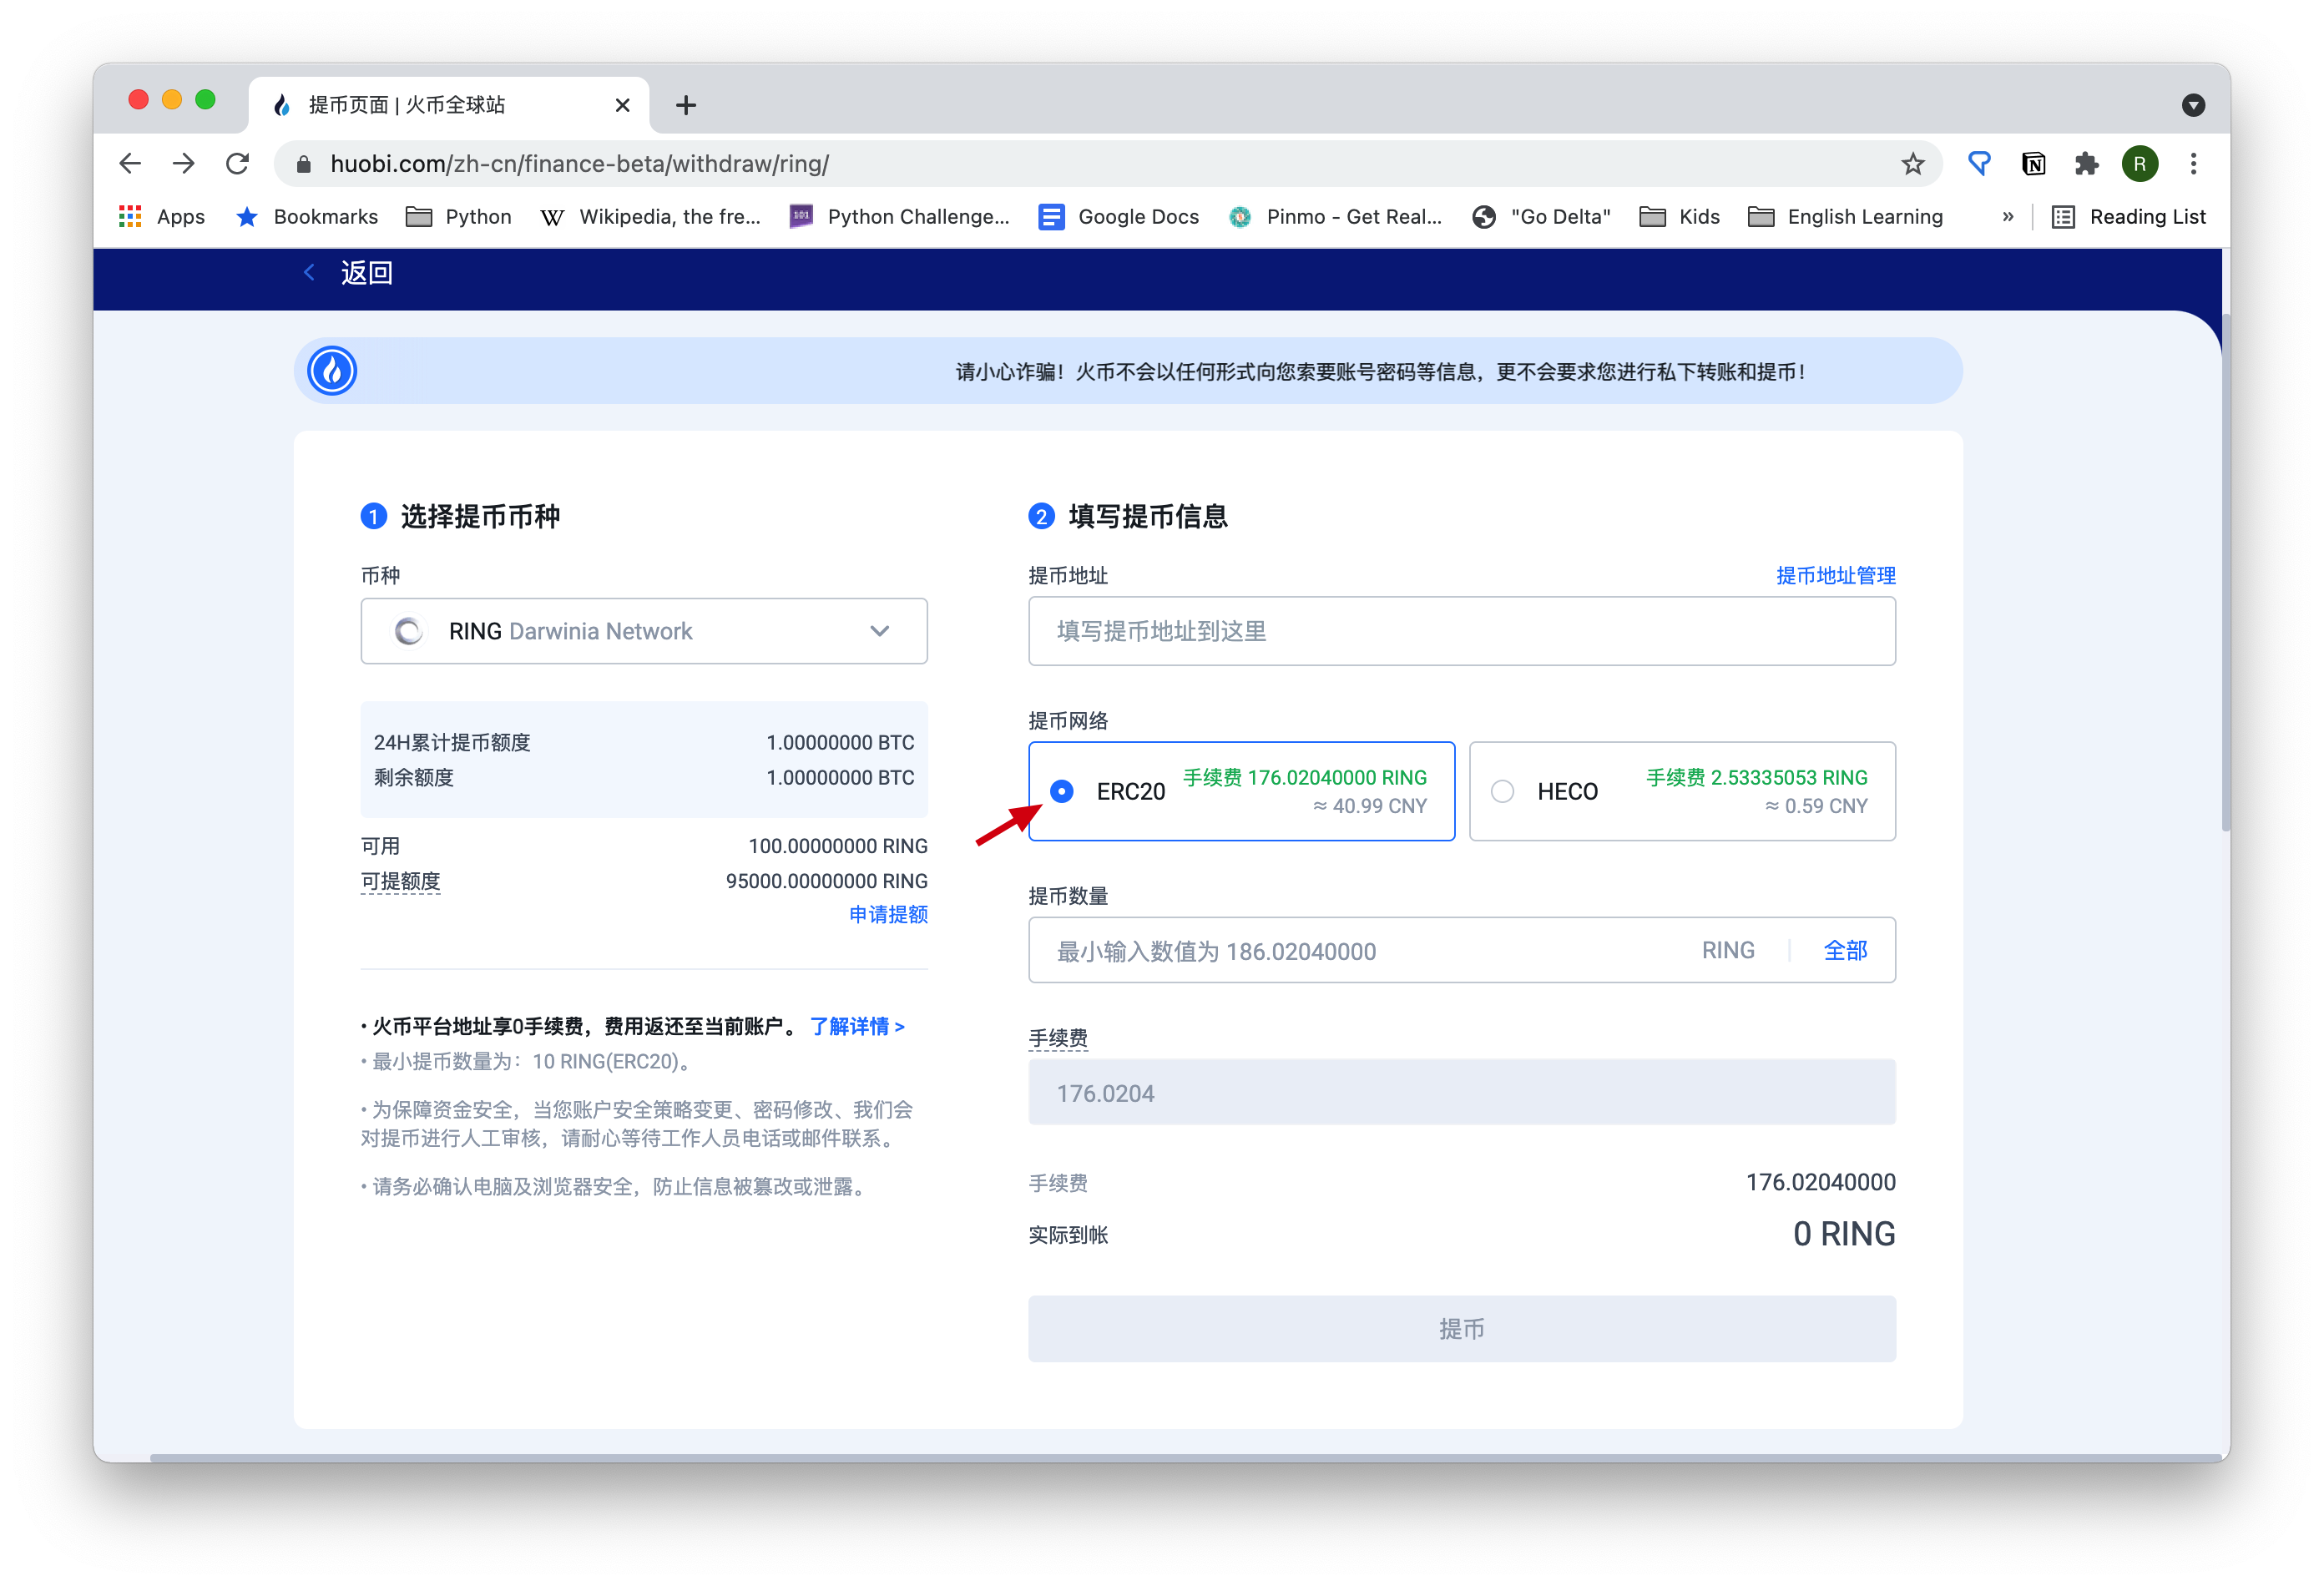 提币页面 | 火币全球站
huobi.com/zh-cn/finance-beta/withdraw/ring/
R
Apps
Bookmarks
Python
W
Wikipedia, the fre...
101
Python Challenge...
Google Docs
Pinmo - Get Real...
"Go Delta"
Kids
English Learning
»
Reading List
返回
请小心诈骗！火币不会以任何形式向您索要账号密码等信息，更不会要求您进行私下转账和提币！
1 选择提币币种
币种
RING Darwinia Network
24H累计提币额度 1.00000000 BTC
剩余额度 1.00000000 BTC
可用 100.00000000 RING
可提额度 95000.00000000 RING
申请提额
• 火币平台地址享0手续费，费用返还至当前账户。 了解详情 >
• 最小提币数量为：10 RING(ERC20)。
• 为保障资金安全，当您账户安全策略变更、密码修改、我们会
对提币进行人工审核，请耐心等待工作人员电话或邮件联系。
• 请务必确认电脑及浏览器安全，防止信息被篡改或泄露。
2 填写提币信息
提币地址 提币地址管理
填写提币地址到这里
提币网络
ERC20 手续费 176.02040000 RING
≈ 40.99 CNY
HECO 手续费 2.53335053 RING
≈ 0.59 CNY
提币数量
最小输入数值为 186.02040000 RING 全部
手续费
176.0204
手续费 176.02040000
实际到帐 0 RING
提币